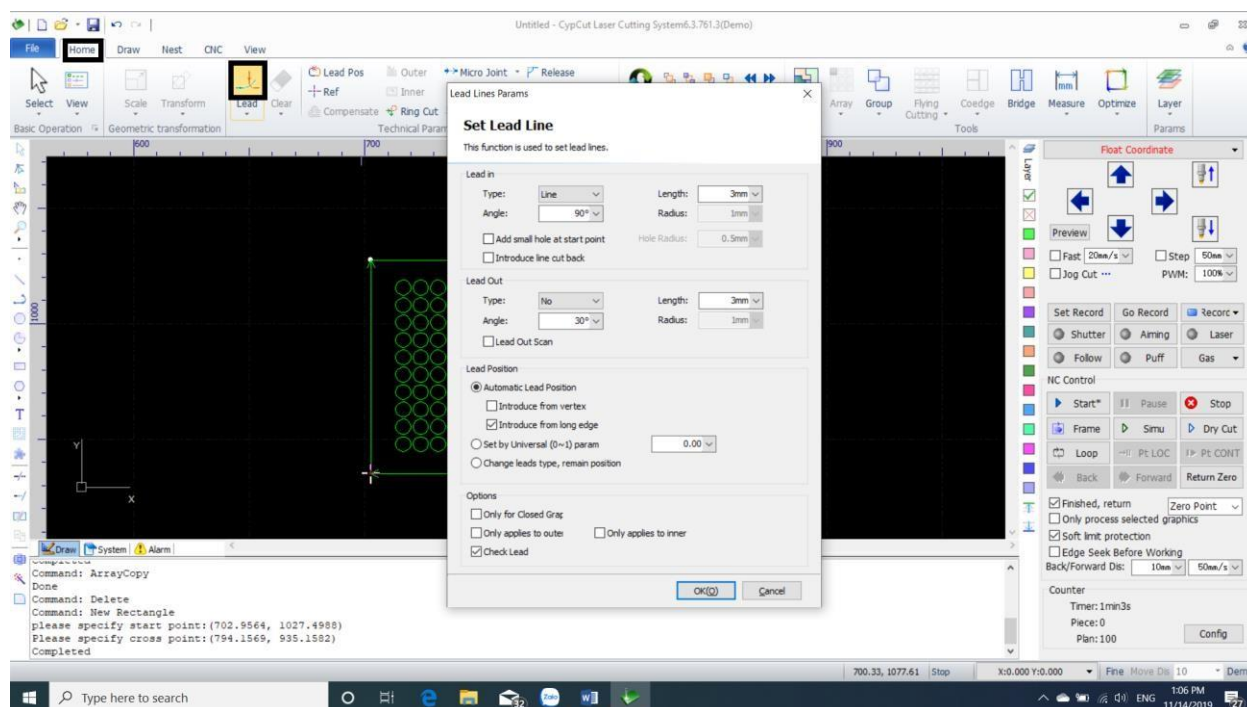 Untitled - CypCut Laser Cutting System6.3.761.3(Demo)
File Home Draw Nest CNC View
Select View Scale Transform Lead Clear
Lead Pos Outer Micro Joint Release
Ref Inner
Compensate Ring Cut
Array Group Flying Cutting Coedge Bridge Measure Optimize Layer
Basic Operation Geometric transformation Technical Param Tools Params
600 700 900
1000
Y
X
Lead Lines Params
Set Lead Line
This function is used to set lead lines.
Lead in
Type: Line Length: 3mm
Angle: 90° Radius: 1mm
Add small hole at start point Hole Radius: 0.5mm
Introduce line cut back
Lead Out
Type: No Length: 3mm
Angle: 30° Radius: 1mm
Lead Out Scan
Lead Position
Automatic Lead Position
Introduce from vertex
Introduce from long edge
Set by Universal (0~1) param 0.00
Change leads type, remain position
Options
Only for Closed Grap
Only applies to outer Only applies to inner
Check Lead
OK(O) Cancel
Layer
Float Coordinate
Preview
Fast 20mm/s Step 50mm
Jog Cut ··· PWM: 100%
Set Record Go Record Record
Shutter Aiming Laser
Follow Puff Gas
NC Control
Start* Pause Stop
Frame Simu Dry Cut
Loop Pt LOC Pt CONT
Back Forward Return Zero
Finished, return Zero Point
Only process selected graphics
Soft limit protection
Edge Seek Before Working
Back/Forward Dis: 10mm 50mm/s
Counter
Timer: 1min3s
Piece: 0
Plan: 100 Config
Draw System Alarm
Completed
Command: ArrayCopy
Done
Command: Delete
Command: New Rectangle
please specify start point:(702.9564, 1027.4988)
Please specify cross point:(794.1569, 935.1582)
Completed
700.33, 1077.61 Stop X:0.000 Y:0.000 Fine Move Dis 10 Dem
Type here to search
Zalo
ENG 1:06 PM
11/14/2019
27